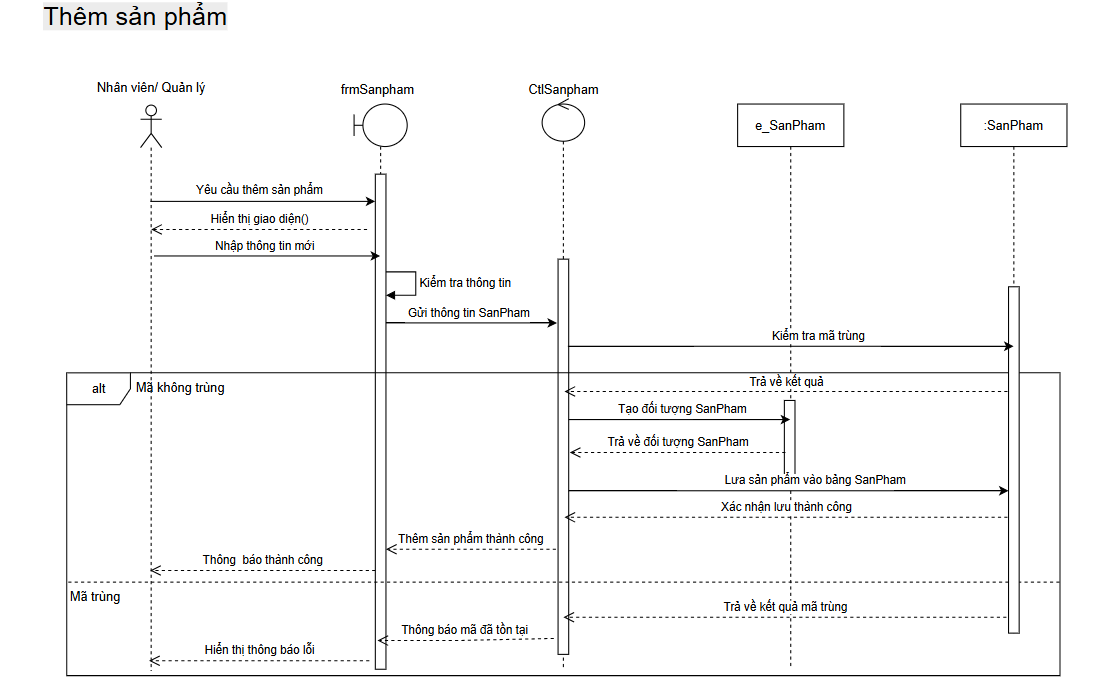 Thêm sản phẩm
Nhân viên/ Quản lý
frmSanpham
CtlSanpham
e_SanPham
:SanPham
Yêu cầu thêm sản phẩm
Hiển thị giao diện()
Nhập thông tin mới
Kiểm tra thông tin
Gửi thông tin SanPham
Kiểm tra mã trùng
alt
Mã không trùng
Trả về kết quả
Tạo đối tượng SanPham
Trả về đối tượng SanPham
Lưa sản phẩm vào bảng SanPham
Xác nhận lưu thành công
Thêm sản phẩm thành công
Thông báo thành công
Mã trùng
Trả về kết quả mã trùng
Thông báo mã đã tồn tại
Hiển thị thông báo lỗi